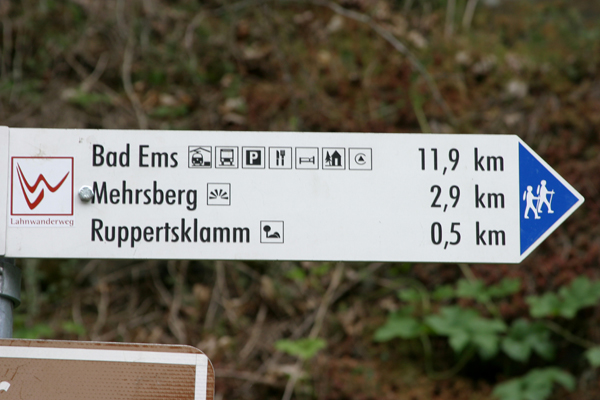 Bad Ems P 11,9 km
Mehrsberg 2,9 km
Ruppertsklamm 0,5 km
Lahnwanderweg